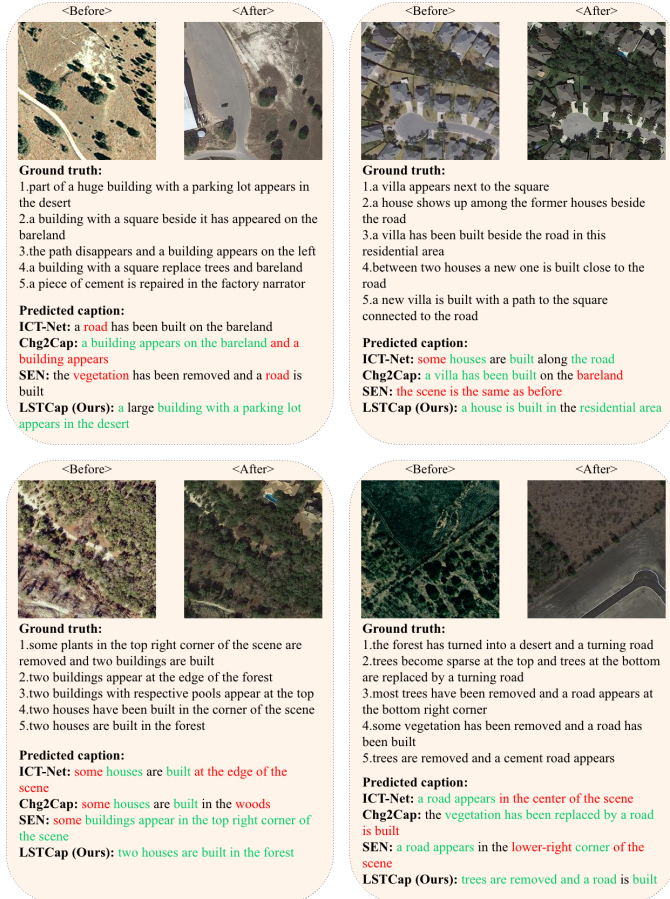 <Before>
<After>
Ground truth:
1.part of a huge building with a parking lot appears in
the desert
2.a building with a square beside it has appeared on the
bareland
3.the path disappears and a building appears on the left
4.a building with a square replace trees and bareland
5.a piece of cement is repaired in the factory narrator
Predicted caption:
ICT-Net: a road has been built on the bareland
Chg2Cap: a building appears on the bareland and a
building appears
SEN: the vegetation has been removed and a road is
built
LSTCap (Ours): a large building with a parking lot
appears in the desert
<Before>
<After>
Ground truth:
1.a villa appears next to the square
2.a house shows up among the former houses beside
the road
3.a villa has been built beside the road in this
residential area
4.between two houses a new one is built close to the
road
5.a new villa is built with a path to the square
connected to the road
Predicted caption:
ICT-Net: some houses are built along the road
Chg2Cap: a villa has been built on the bareland
SEN: the scene is the same as before
LSTCap (Ours): a house is built in the residential area
<Before>
<After>
Ground truth:
1.some plants in the top right corner of the scene are
removed and two buildings are built
2.two buildings appear at the edge of the forest
3.two buildings with respective pools appear at the top
4.two houses have been built in the corner of the scene
5.two houses are built in the forest
Predicted caption:
ICT-Net: some houses are built at the edge of the
scene
Chg2Cap: some houses are built in the woods
SEN: some buildings appear in the top right corner of
the scene
LSTCap (Ours): two houses are built in the forest
<Before>
<After>
Ground truth:
1.the forest has turned into a desert and a turning road
2.trees become sparse at the top and trees at the bottom
are replaced by a turning road
3.most trees have been removed and a road appears at
the bottom right corner
4.some vegetation has been removed and a road has
been built
5.trees are removed and a cement road appears
Predicted caption:
ICT-Net: a road appears in the center of the scene
Chg2Cap: the vegetation has been replaced by a road
is built
SEN: a road appears in the lower-right corner of the
scene
LSTCap (Ours): trees are removed and a road is built